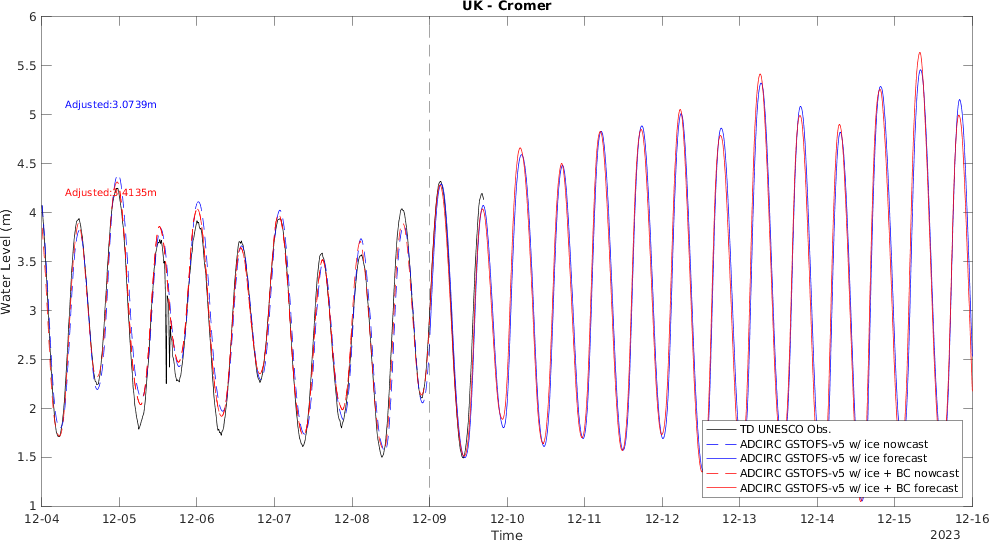 UK - Cromer
6
5.5
5
4.5
4
3.5
3
2.5
2
1.5
1
Water Level (m)
Adjusted:3.0739m
Adjusted:3.4135m
TD UNESCO Obs.
ADCIRC GSTOFS-v5 w/ ice nowcast
ADCIRC GSTOFS-v5 w/ ice forecast
ADCIRC GSTOFS-v5 w/ ice + BC nowcast
ADCIRC GSTOFS-v5 w/ ice + BC forecast
12-04 12-05 12-06 12-07 12-08 12-09 12-10 12-11 12-12 12-13 12-14 12-15 12-16
Time
2023